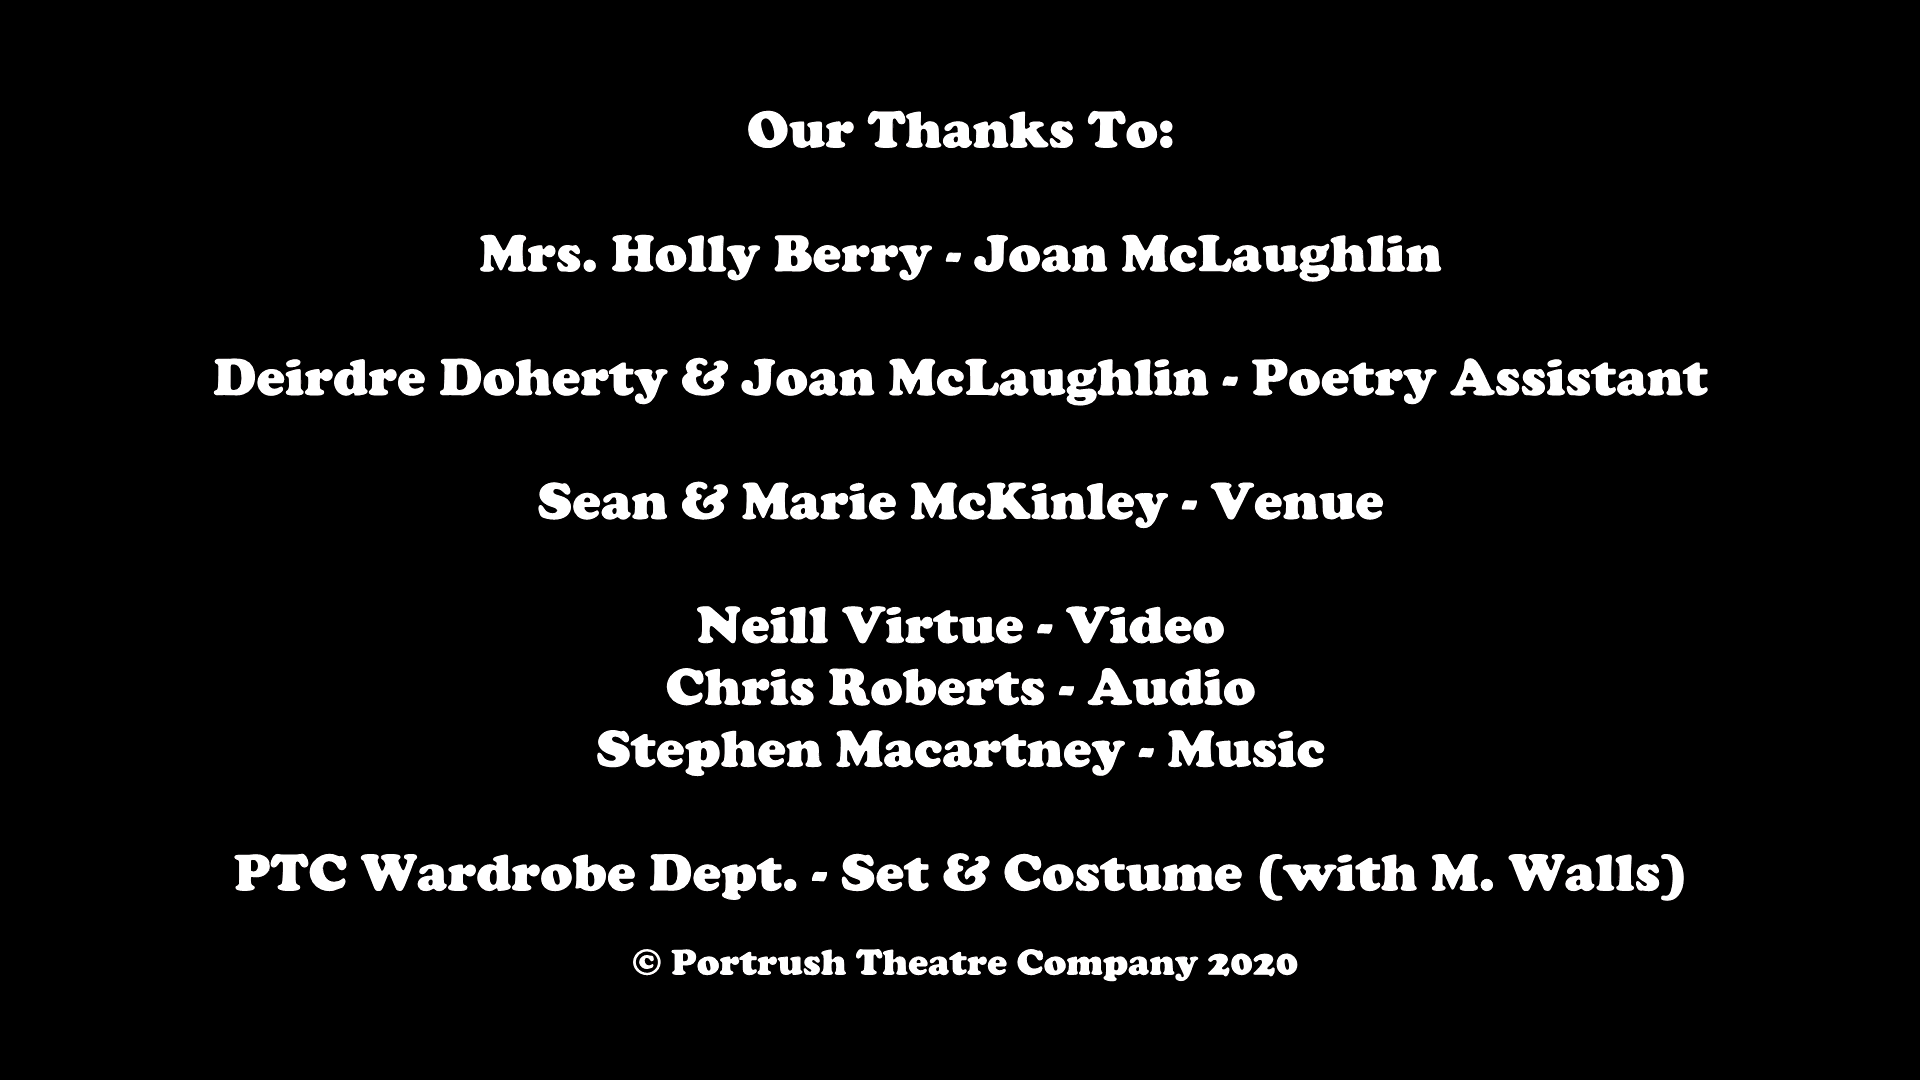 Our Thanks To:
Mrs. Holly Berry - Joan McLaughlin
Deirdre Doherty & Joan McLaughlin - Poetry Assistant
Sean & Marie McKinley - Venue
Neill Virtue - Video
Chris Roberts - Audio
Stephen Macartney - Music
PTC Wardrobe Dept. - Set & Costume (with M. Walls)
© Portrush Theatre Company 2020